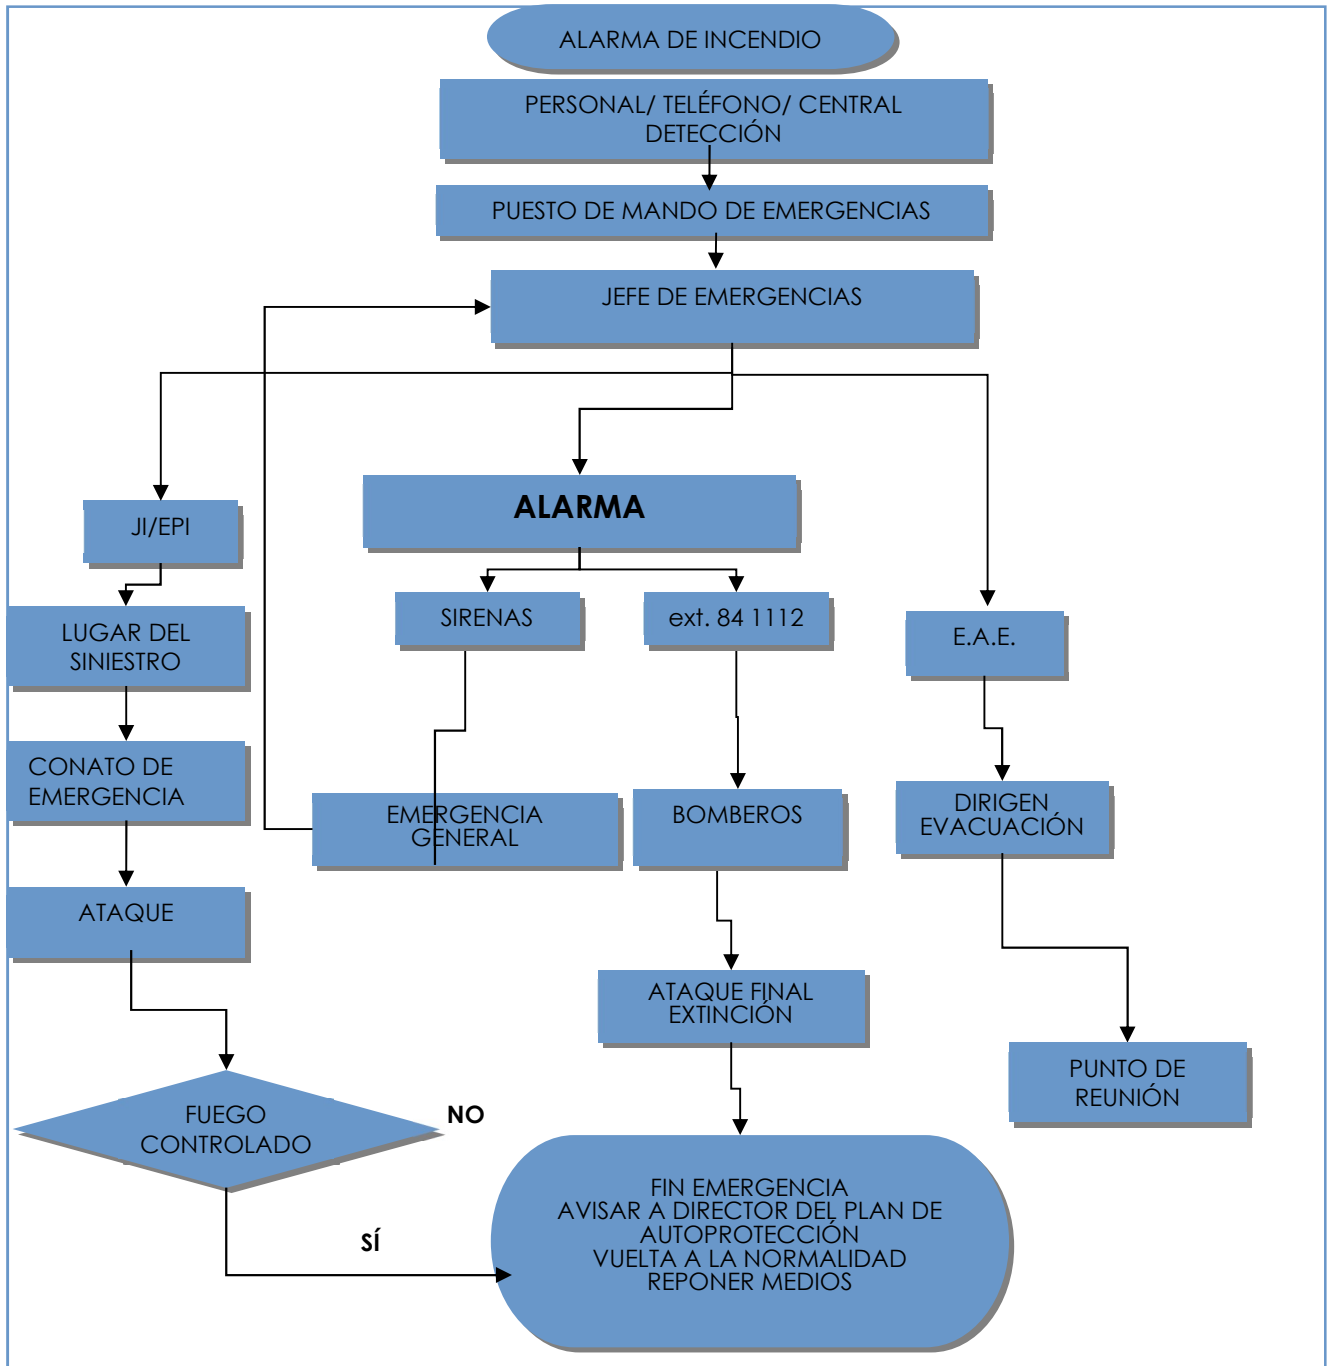 ALARMA DE INCENDIO
PERSONAL/ TELÉFONO/ CENTRAL
DETECCIÓN
PUESTO DE MANDO DE EMERGENCIAS
JEFE DE EMERGENCIAS
ALARMA
JI/EPI
SIRENAS
ext. 84 1112
E.A.E.
LUGAR DEL
SINIESTRO
CONATO DE
EMERGENCIA
EMERGENCIA
GENERAL
BOMBEROS
DIRIGEN
EVACUACIÓN
ATAQUE
ATAQUE FINAL
EXTINCIÓN
PUNTO DE
REUNIÓN
FUEGO
CONTROLADO
NO
SÍ
FIN EMERGENCIA
AVISAR A DIRECTOR DEL PLAN DE
AUTOPROTECCIÓN
VUELTA A LA NORMALIDAD
REPONER MEDIOS